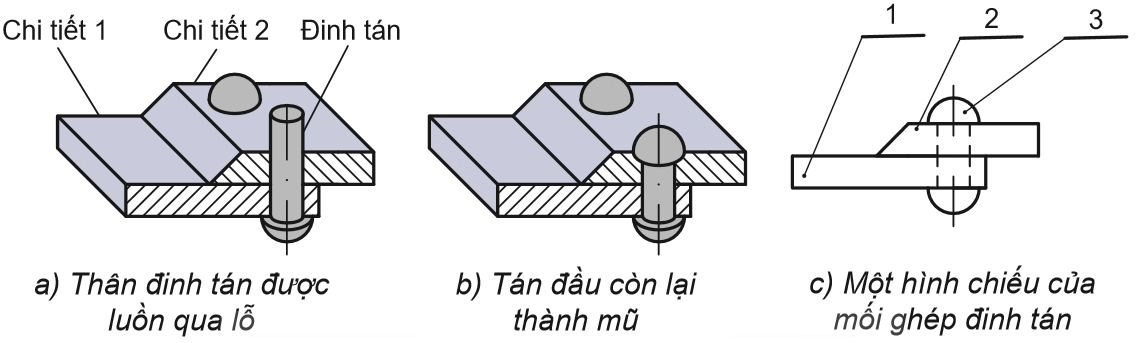 Chi tiết 1
Chi tiết 2
Đinh tán
1
2
3
a) Thân đinh tán được
luồn qua lỗ
b) Tán đầu còn lại
thành mũ
c) Một hình chiếu của
mối ghép đinh tán